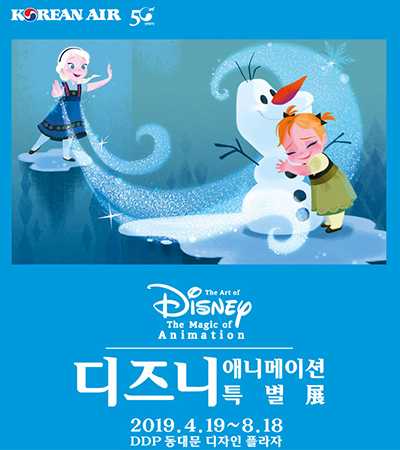 KOREAN AIR 50 years
The Art of
Disney
The Magic of
Animation
디즈니 애니메이션
특별展
2019.4.19~8.18
DDP 동대문 디자인 플라자